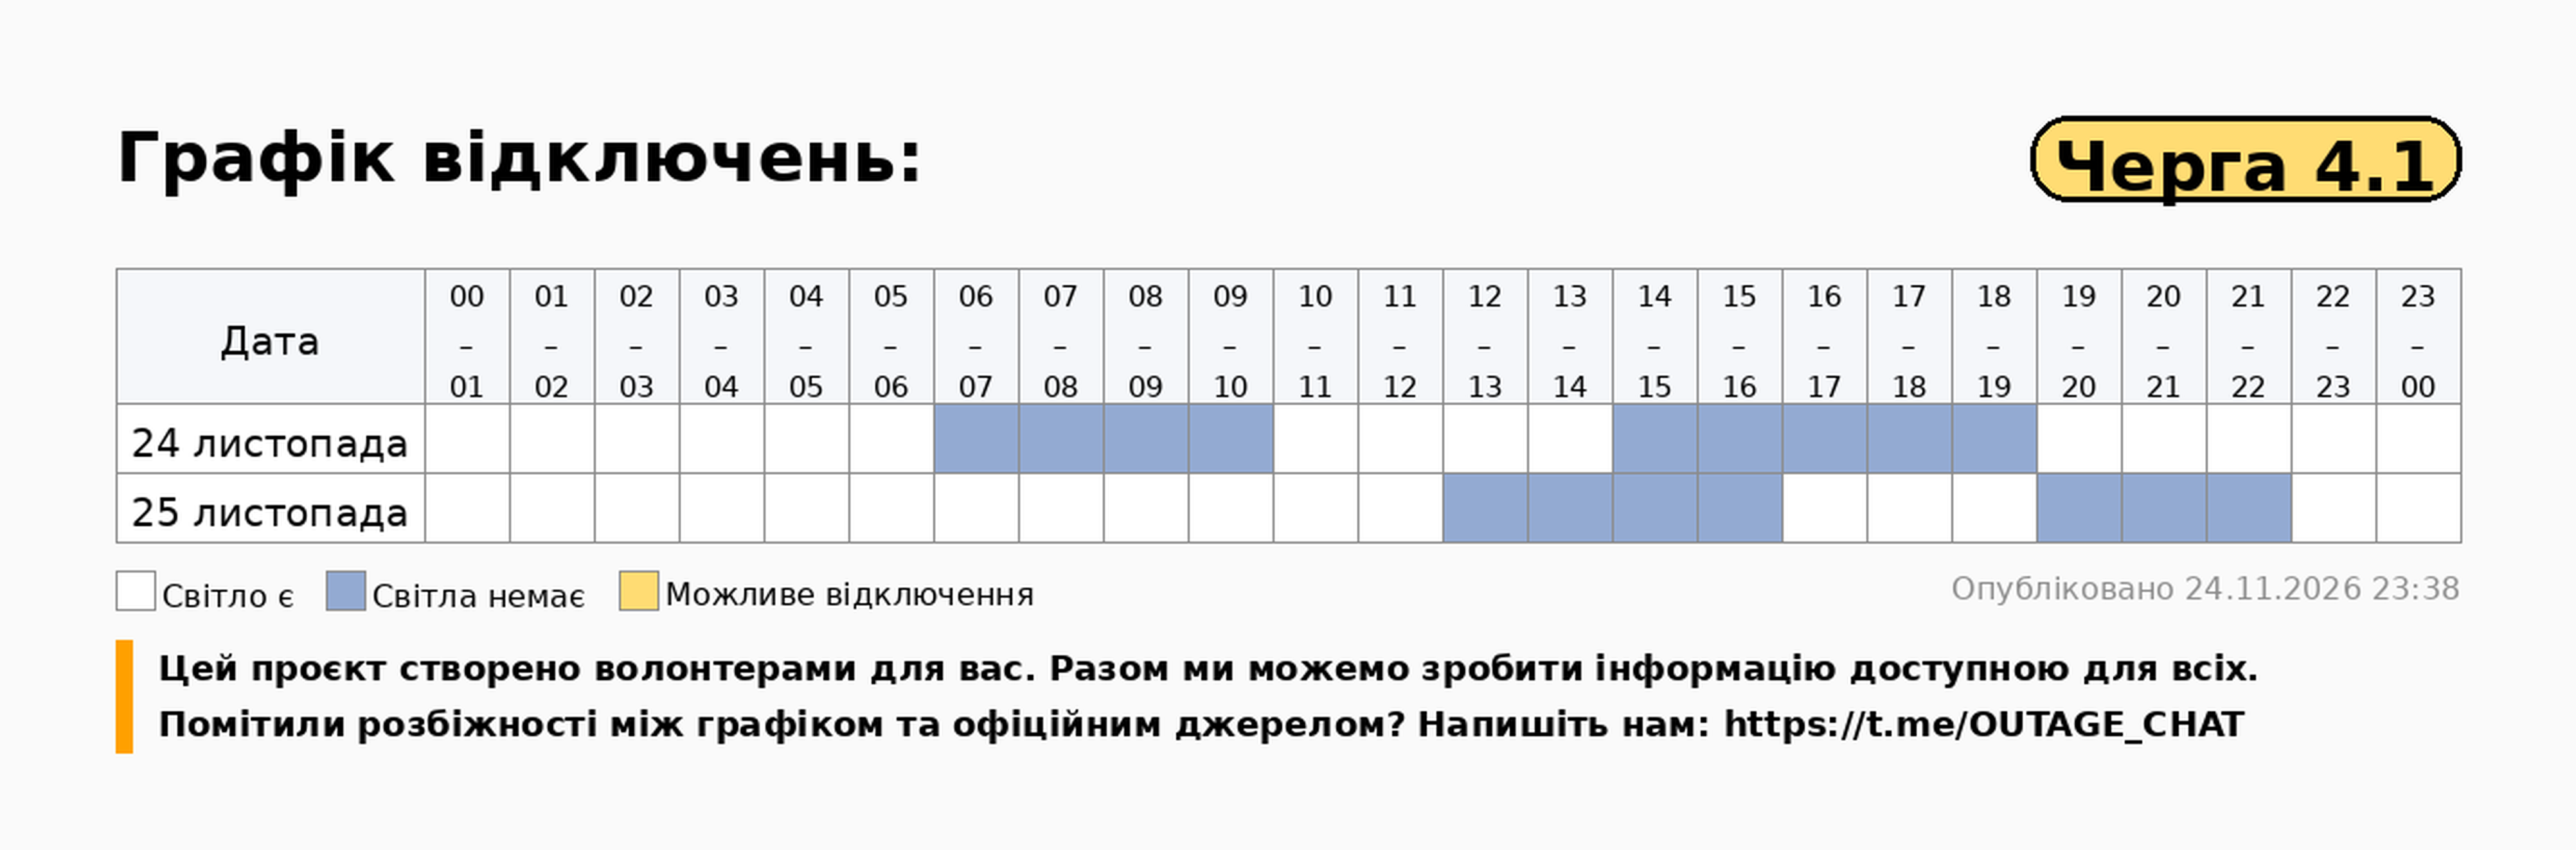 Графік відключень:
Черга 4.1
Дата 00 – 01 01 – 02 02 – 03 03 – 04 04 – 05 05 – 06 06 – 07 07 – 08 08 – 09 09 – 10 10 – 11 11 – 12 12 – 13 13 – 14 14 – 15 15 – 16 16 – 17 17 – 18 18 – 19 19 – 20 20 – 21 21 – 22 22 – 23 23 – 00
24 листопада
25 листопада
Світло є Світла немає Можливе відключення
Опубліковано 24.11.2026 23:38
Цей проєкт створено волонтерами для вас. Разом ми можемо зробити інформацію доступною для всіх.
Помітили розбіжності між графіком та офіційним джерелом? Напишіть нам: https://t.me/OUTAGE_CHAT